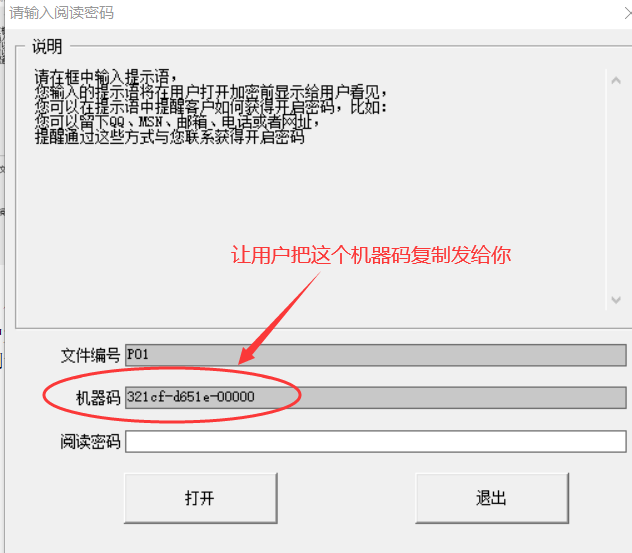 请输入阅读密码
说明
请在框中输入提示语，
您输入的提示语将在用户打开加密前显示给用户看见，
您可以在提示语中提醒客户如何获得开启密码，比如：
您可以留下QQ、MSN、邮箱、电话或者网址，
提醒通过这些方式与您联系获得开启密码
让用户把这个机器码复制发给你
文件编号 P01
机器码 321cf-d651e-00000
阅读密码
打开 退出